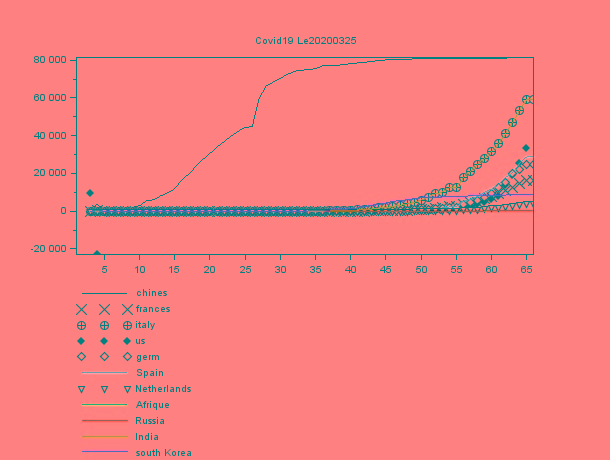 Covid19 Le20200325
80 000
60 000
40 000
20 000
0
-20 000
5 10 15 20 25 30 35 40 45 50 55 60 65
chines
frances
italy
us
germ
Spain
Netherlands
Afrique
Russia
India
south Korea